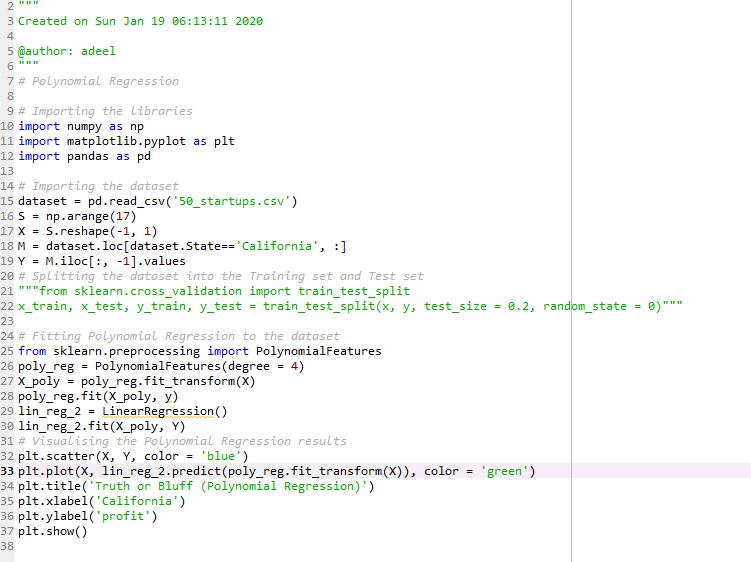 2 """
3 Created on Sun Jan 19 06:13:11 2020
4
5 @author: adeel
6 """
7 # Polynomial Regression
8
9 # Importing the libraries
10 import numpy as np
11 import matplotlib.pyplot as plt
12 import pandas as pd
13
14 # Importing the dataset
15 dataset = pd.read_csv('50_startups.csv')
16 S = np.arange(17)
17 X = S.reshape(-1, 1)
18 M = dataset.loc[dataset.State=='California', :]
19 Y = M.iloc[:, -1].values
20 # Splitting the dataset into the Training set and Test set
21 """from sklearn.cross_validation import train_test_split
22 x_train, x_test, y_train, y_test = train_test_split(x, y, test_size = 0.2, random_state = 0)"""
23
24 # Fitting Polynomial Regression to the dataset
25 from sklearn.preprocessing import PolynomialFeatures
26 poly_reg = PolynomialFeatures(degree = 4)
27 X_poly = poly_reg.fit_transform(X)
28 poly_reg.fit(X_poly, y)
29 lin_reg_2 = LinearRegression()
30 lin_reg_2.fit(X_poly, Y)
31 # Visualising the Polynomial Regression results
32 plt.scatter(X, Y, color = 'blue')
33 plt.plot(X, lin_reg_2.predict(poly_reg.fit_transform(X)), color = 'green')
34 plt.title('Truth or Bluff (Polynomial Regression)')
35 plt.xlabel('California')
36 plt.ylabel('profit')
37 plt.show()
38